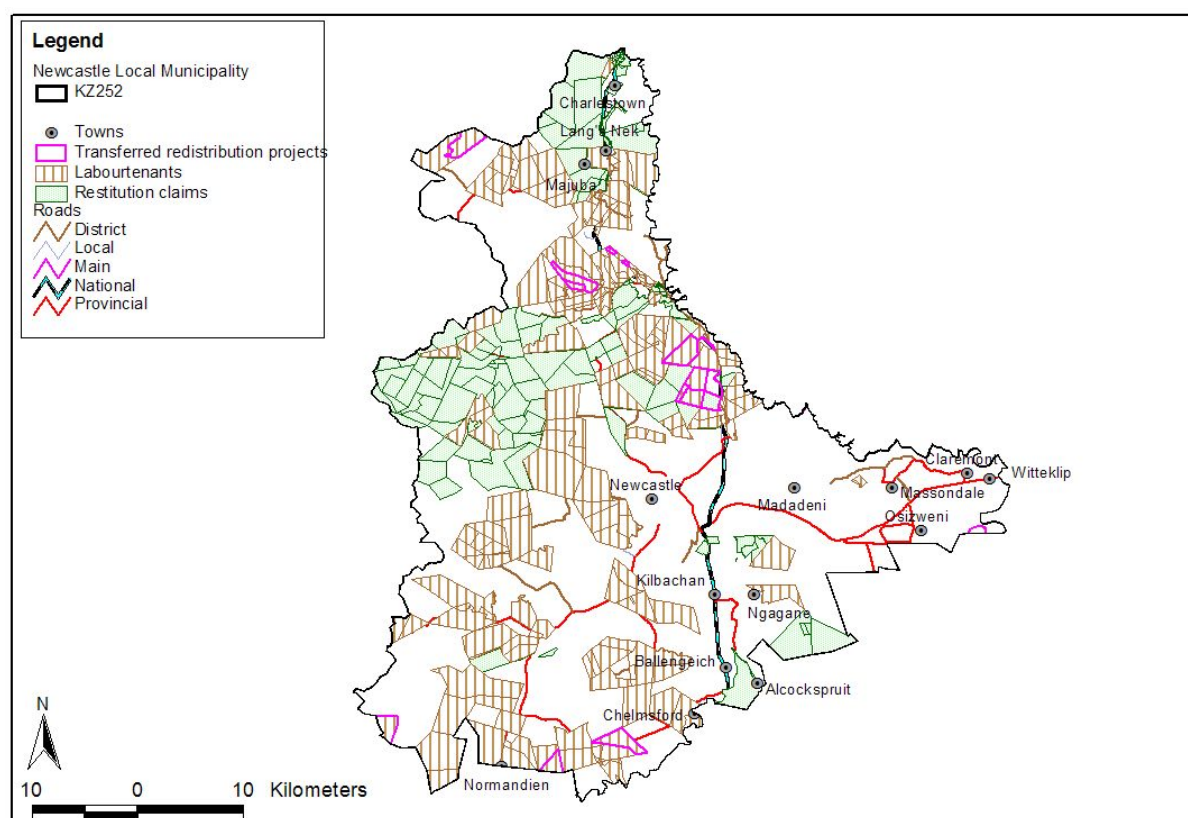 Legend
Newcastle Local Municipality
KZ252
Towns
Transferred redistribution projects
Labourtenants
Restitution claims
Roads
District
Local
Main
National
Provincial
Charlestown
Lang's Nek
Majuba
Claremont
Witteklip
Newcastle
Madadeni
Massondale
Osizweni
Kilbachan
Ngagane
Ballengeich
Alcockspruit
Chelmsford
Normandien
N
10 0 10 Kilometers